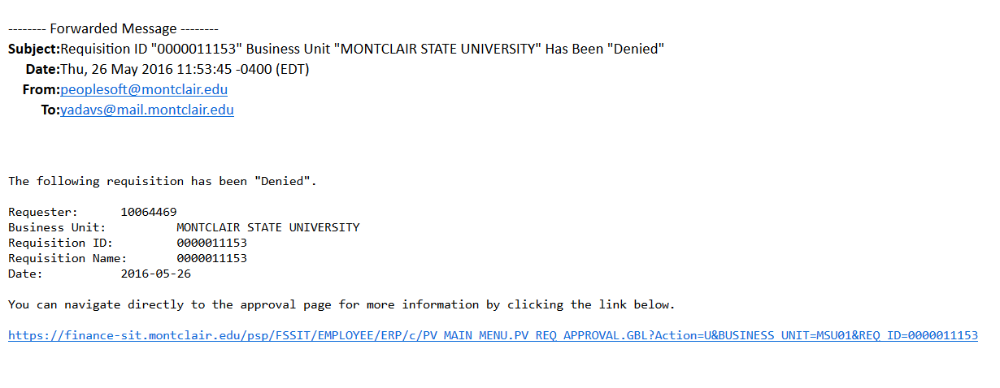 -------- Forwarded Message --------
Subject:Requisition ID "0000011153" Business Unit "MONTCLAIR STATE UNIVERSITY" Has Been "Denied"
Date:Thu, 26 May 2016 11:53:45 -0400 (EDT)
From:peoplesoft@montclair.edu
To:yadavs@mail.montclair.edu
The following requisition has been "Denied".
Requester: 10064469
Business Unit: MONTCLAIR STATE UNIVERSITY
Requisition ID: 0000011153
Requisition Name: 0000011153
Date: 2016-05-26
You can navigate directly to the approval page for more information by clicking the link below.
https://finance-sit.montclair.edu/psp/FSSIT/EMPLOYEE/ERP/c/PV_MAIN_MENU.PV_REQ_APPROVAL.GBL?Action=U&BUSINESS_UNIT=MSU01&REQ_ID=0000011153